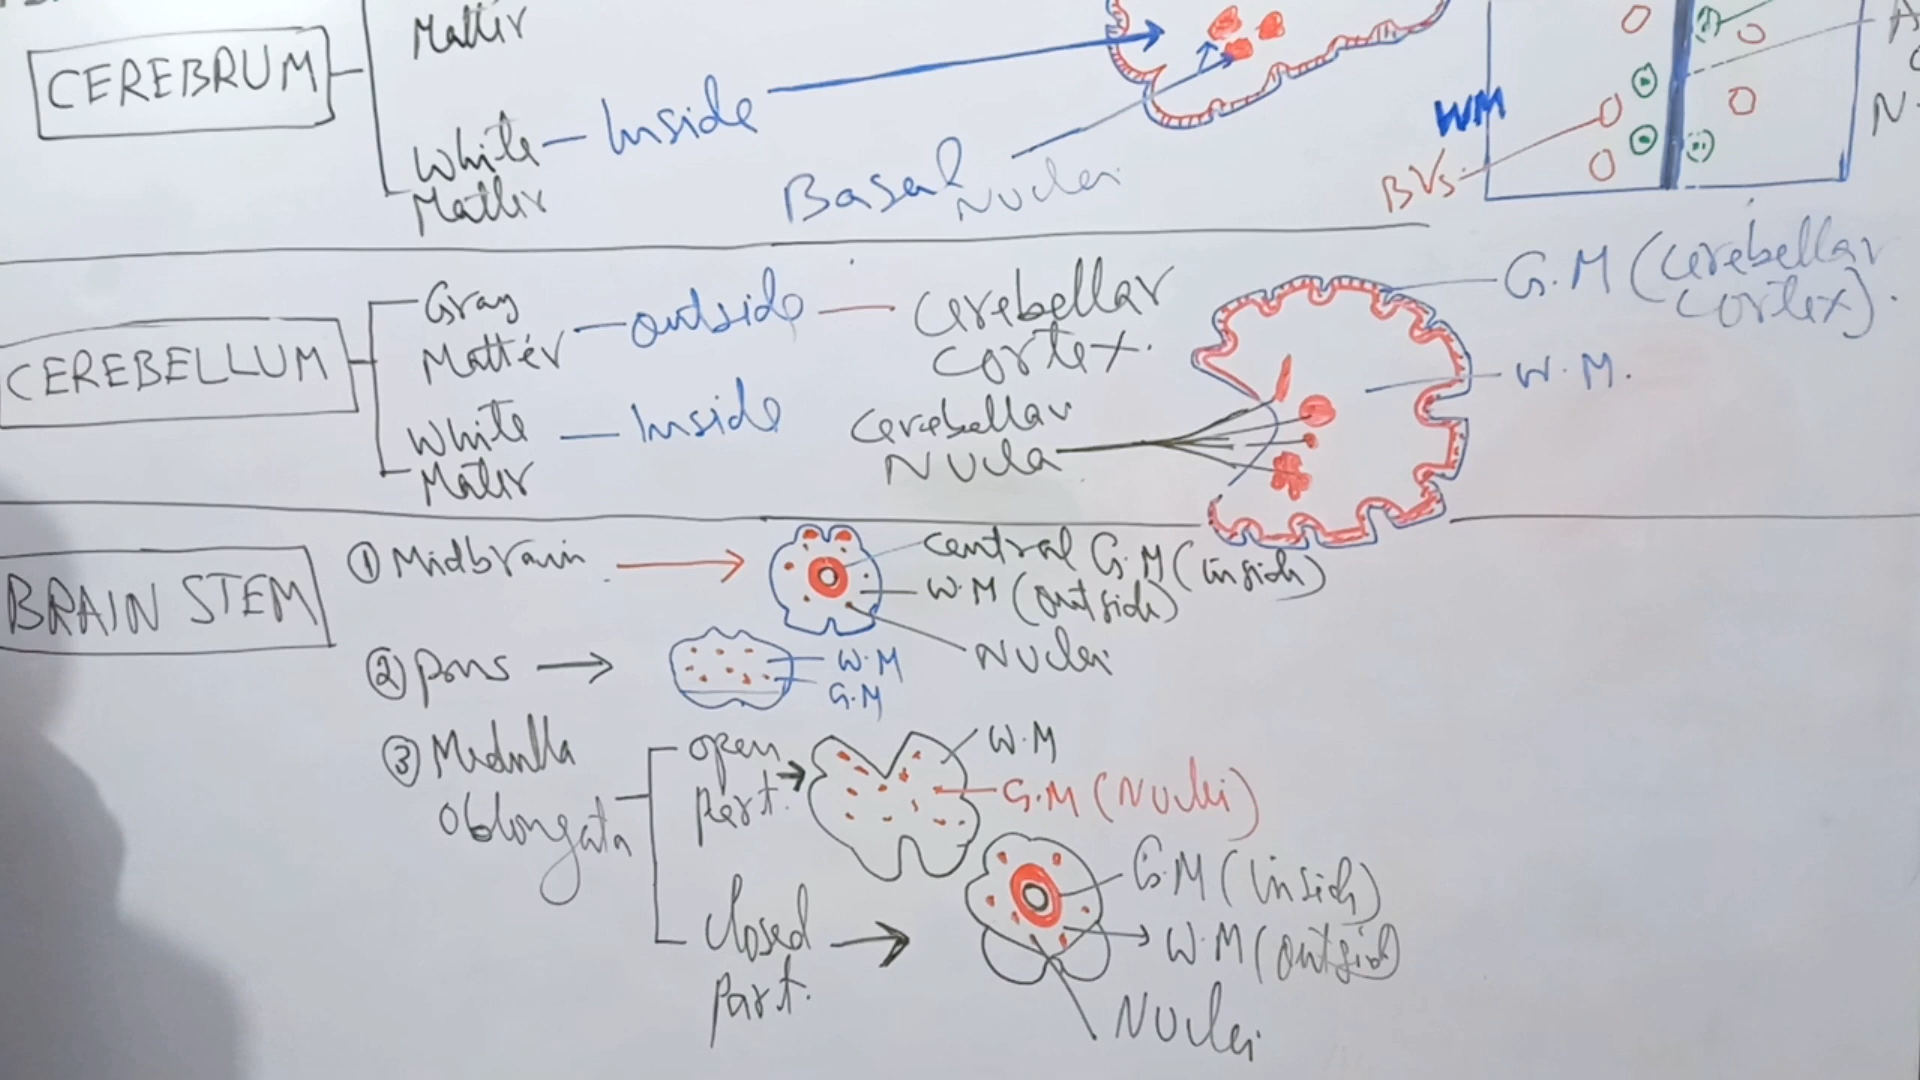 Matter
CEREBRUM
White — Inside
Matter
Basal
Nuclei
WM
BVs
CEREBELLUM
Gray
Matter — outside — cerebellar
cortex.
White — Inside
Mater
Cerebellar
Nucla
G.M (cerebellar
cortex).
W.M.
BRAIN STEM
① Midbrain
central G.M (inside)
W.M (outside)
Nuclei
② pons
W.M
G.M
③ Medulla
oblongata
open
part.
W.M
G.M (Nuclei)
closed
part.
G.M (inside)
W.M (outside)
Nuclei